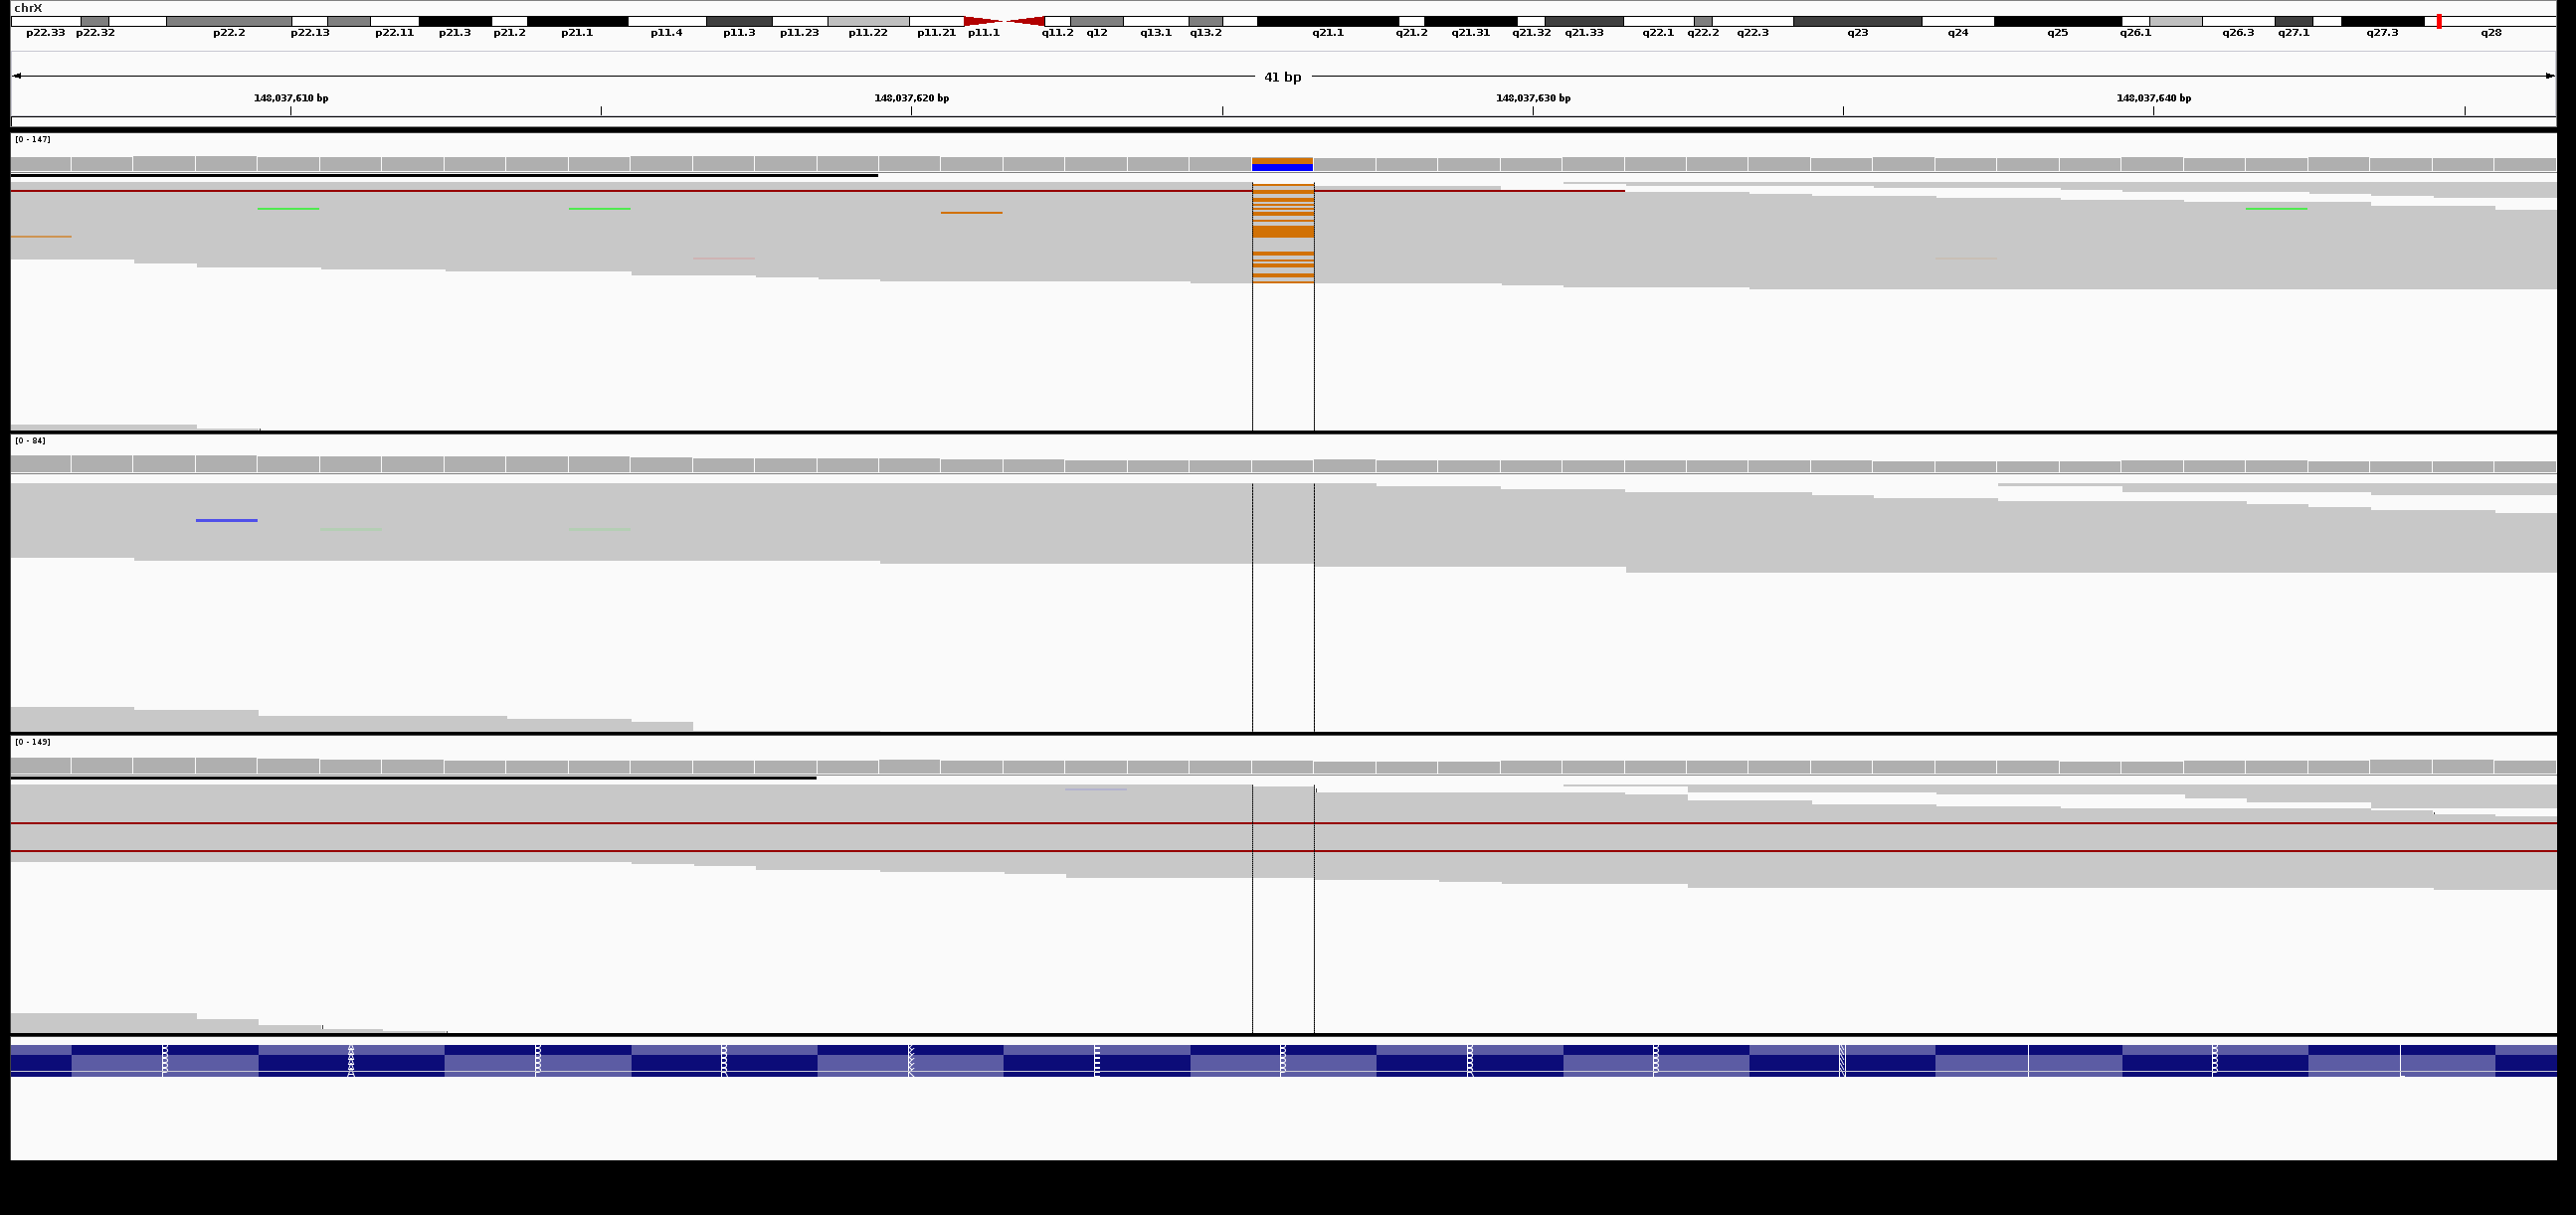 chrX
p22.33 p22.32 p22.2 p22.13 p22.11 p21.3 p21.2 p21.1 p11.4 p11.3 p11.23 p11.22 p11.21 p11.1 q11.2 q12 q13.1 q13.2 q21.1 q21.2 q21.31 q21.32 q21.33 q22.1 q22.2 q22.3 q23 q24 q25 q26.1 q26.3 q27.1 q27.3 q28
41 bp
148,037,610 bp 148,037,620 bp 148,037,630 bp 148,037,640 bp
[0 - 147]
[0 - 84]
[0 - 149]
P A P R K E P R P N I P L